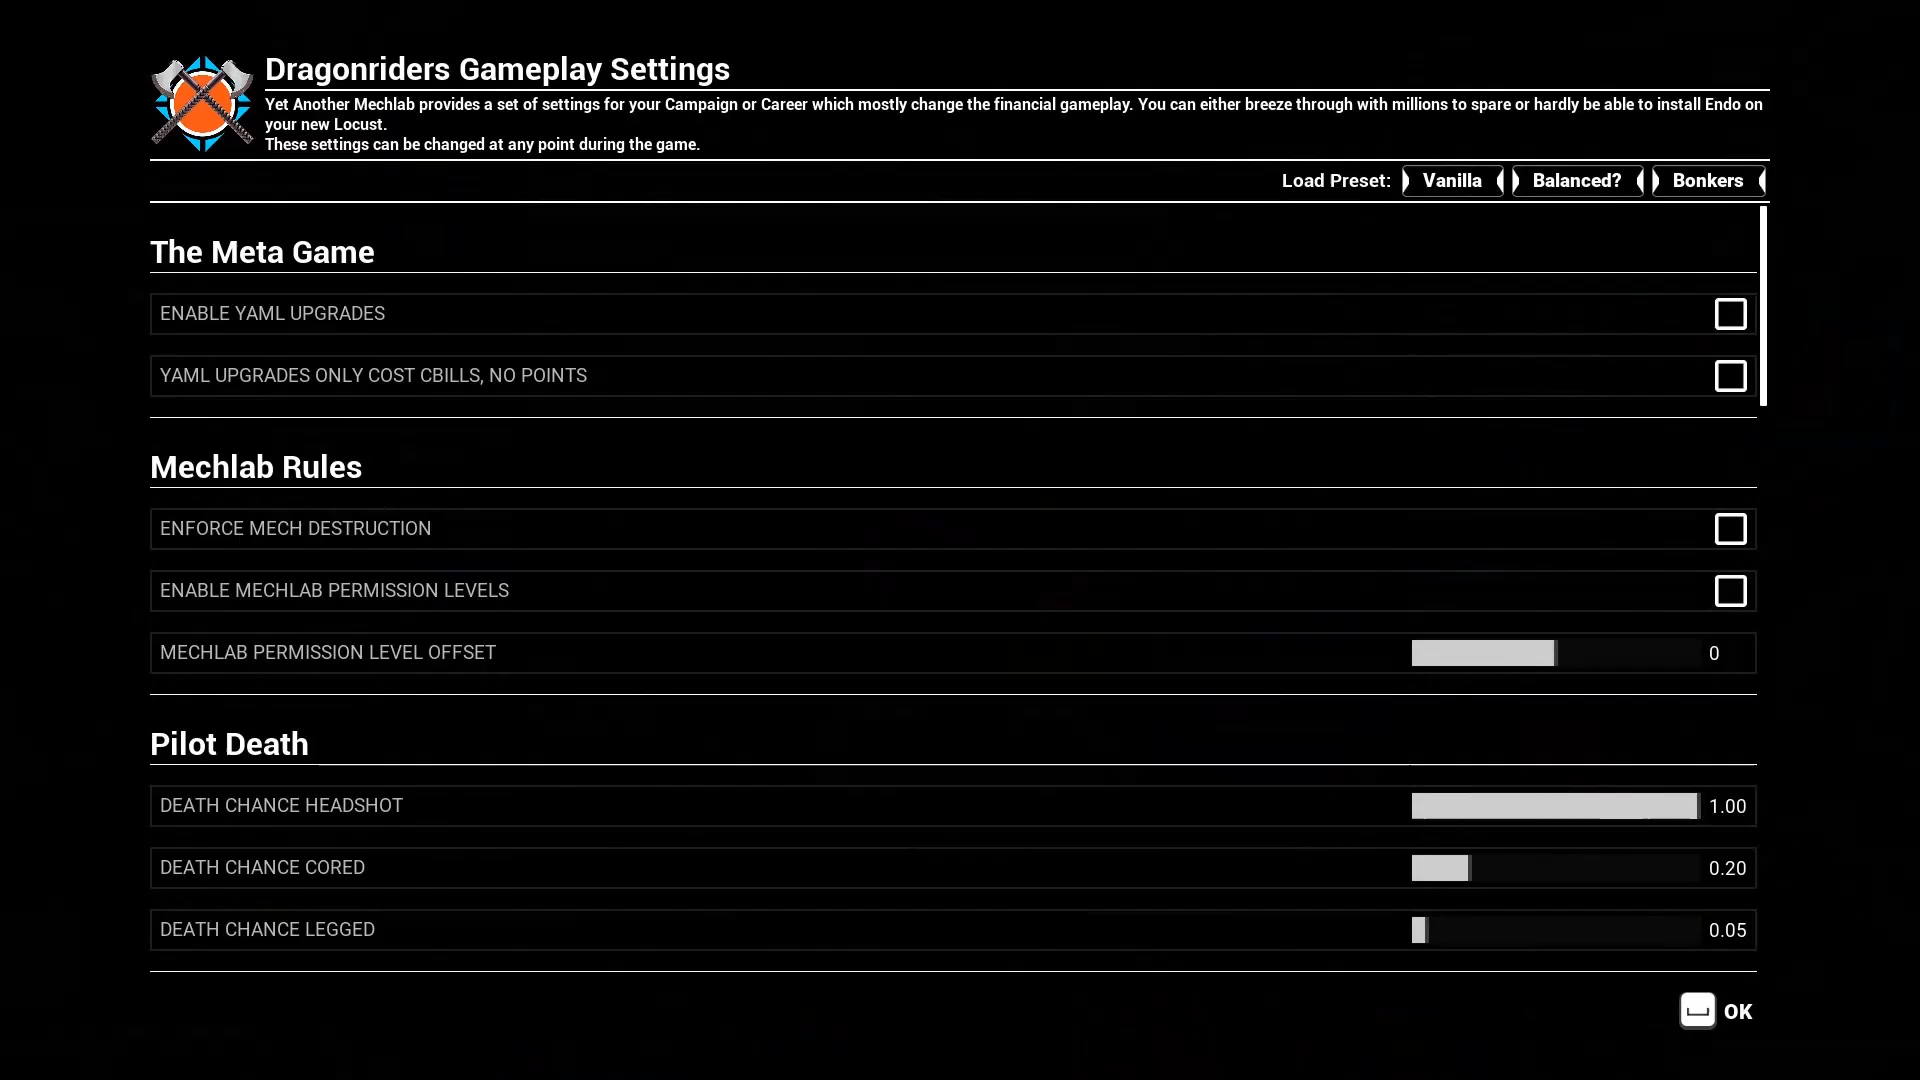 Dragonriders Gameplay Settings
Yet Another Mechlab provides a set of settings for your Campaign or Career which mostly change the financial gameplay. You can either breeze through with millions to spare or hardly be able to install Endo on
your new Locust.
These settings can be changed at any point during the game.
Load Preset: Vanilla Balanced? Bonkers
The Meta Game
ENABLE YAML UPGRADES
YAML UPGRADES ONLY COST CBILLS, NO POINTS
Mechlab Rules
ENFORCE MECH DESTRUCTION
ENABLE MECHLAB PERMISSION LEVELS
MECHLAB PERMISSION LEVEL OFFSET 0
Pilot Death
DEATH CHANCE HEADSHOT 1.00
DEATH CHANCE CORED 0.20
DEATH CHANCE LEGGED 0.05
OK